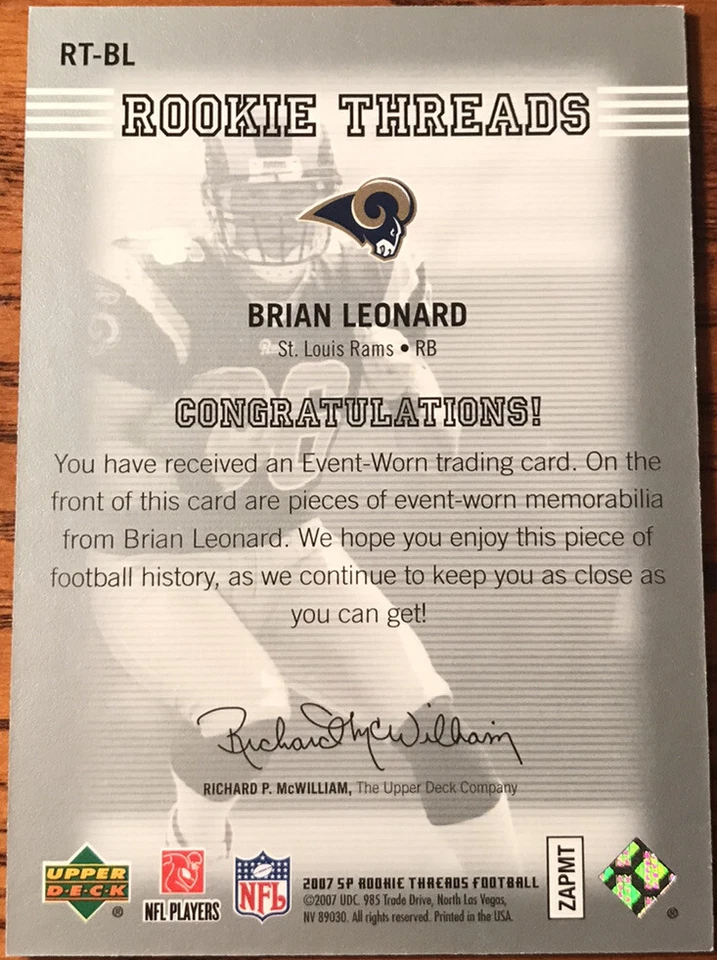 RT-BL
ROOKIE THREADS
BRIAN LEONARD
St. Louis Rams • RB
CONGRATULATIONS!
You have received an Event-Worn trading card. On the
front of this card are pieces of event-worn memorabilia
from Brian Leonard. We hope you enjoy this piece of
football history, as we continue to keep you as close as
you can get!
Richard McWilliam
RICHARD P. McWILLIAM, The Upper Deck Company
UPPER
D·E·C·K
®
NFL PLAYERS
NFL
2007 SP ROOKIE THREADS FOOTBALL
©2007 UDC. 985 Trade Drive, North Las Vegas,
NV 89030. All rights reserved. Printed in the USA.
ZAPMT